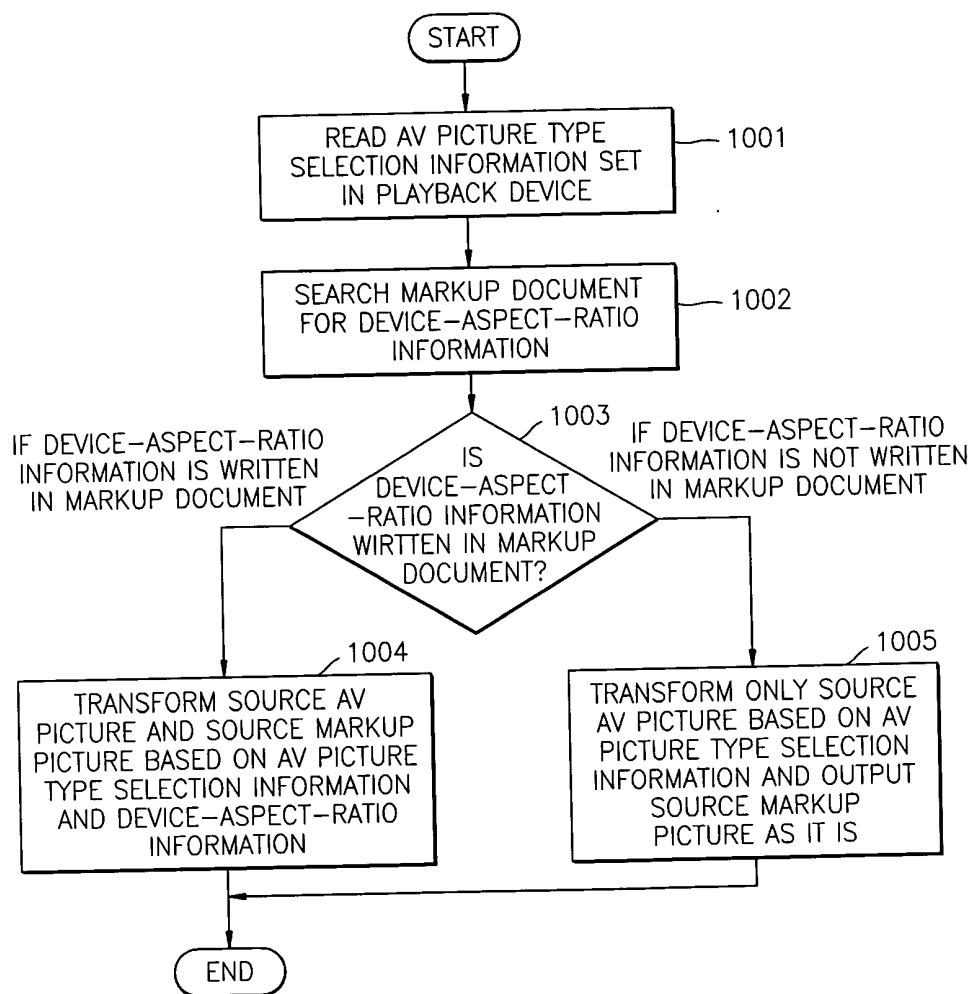 START
READ AV PICTURE TYPE
SELECTION INFORMATION SET
IN PLAYBACK DEVICE
1001
SEARCH MARKUP DOCUMENT
FOR DEVICE-ASPECT-RATIO
INFORMATION
1002
1003
IF DEVICE-ASPECT-RATIO
INFORMATION IS WRITTEN
IN MARKUP DOCUMENT
IS
DEVICE-ASPECT
-RATIO INFORMATION
WIRTTEN IN MARKUP
DOCUMENT?
IF DEVICE-ASPECT-RATIO
INFORMATION IS NOT WRITTEN
IN MARKUP DOCUMENT
1004
TRANSFORM SOURCE AV
PICTURE AND SOURCE MARKUP
PICTURE BASED ON AV PICTURE
TYPE SELECTION INFORMATION
AND DEVICE-ASPECT-RATIO
INFORMATION
1005
TRANSFORM ONLY SOURCE
AV PICTURE BASED ON AV
PICTURE TYPE SELECTION
INFORMATION AND OUTPUT
SOURCE MARKUP
PICTURE AS IT IS
END